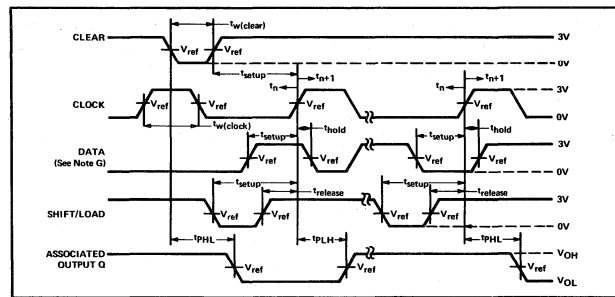 CLEAR tw(clear) Vref Vref 3V
0V
tsetup tn tn+1 tn tn+1
CLOCK Vref Vref Vref Vref 3V
0V
tw(clock)
tsetup thold tsetup thold
DATA Vref Vref Vref Vref 3V
(See Note G) 0V
tsetup trelease tsetup trelease
SHIFT/LOAD Vref Vref Vref Vref 3V
0V
tPHL tPLH tPHL
ASSOCIATED VOH
OUTPUT Q Vref Vref Vref
VOL